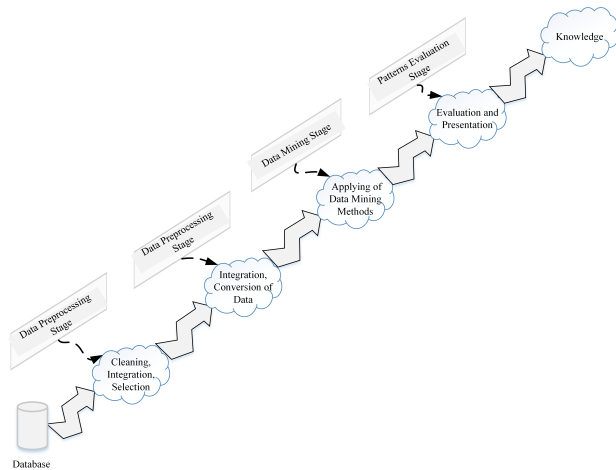 Knowledge
Patterns Evaluation
Stage
Evaluation and
Presentation
Data Mining Stage
Applying of
Data Mining
Methods
Data Preprocessing
Stage
Integration,
Conversion of
Data
Data Preprocessing
Stage
Cleaning,
Integration,
Selection
Database